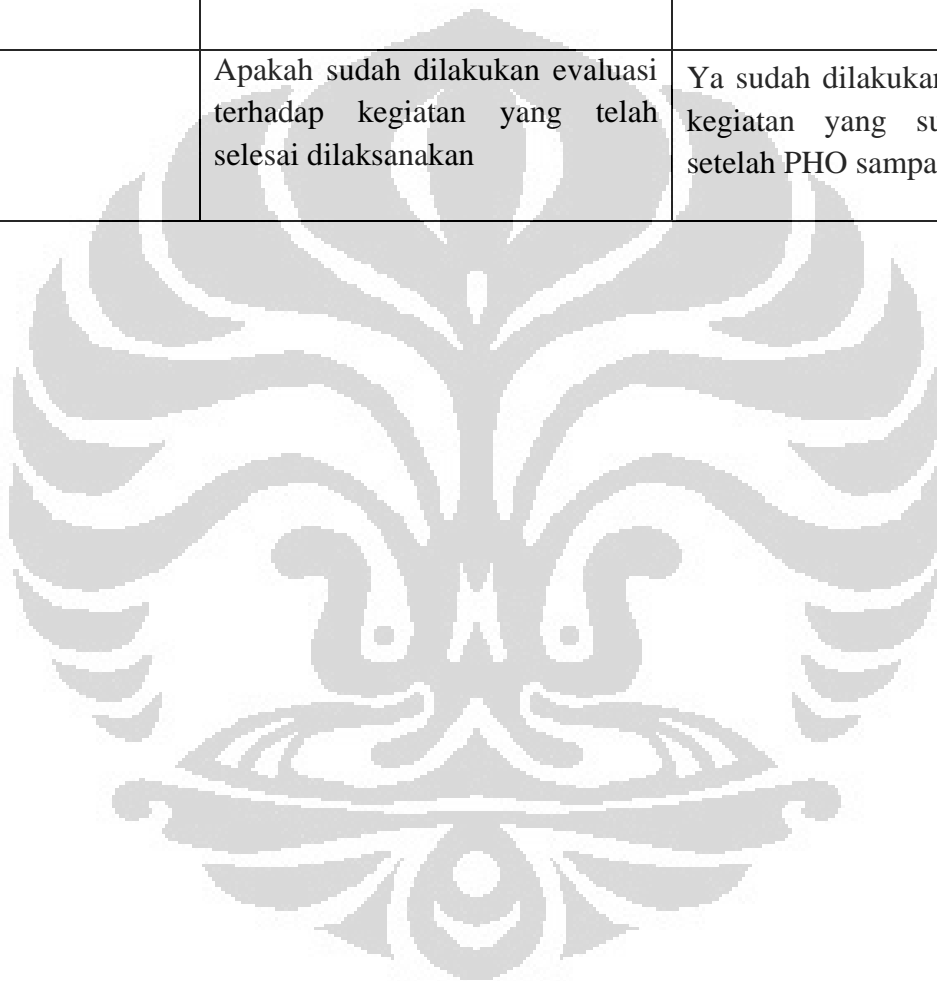 Apakah sudah dilakukan evaluasi
terhadap kegiatan yang telah
selesai dilaksanakan
Ya sudah dilakukan
kegiatan yang
setelah PHO